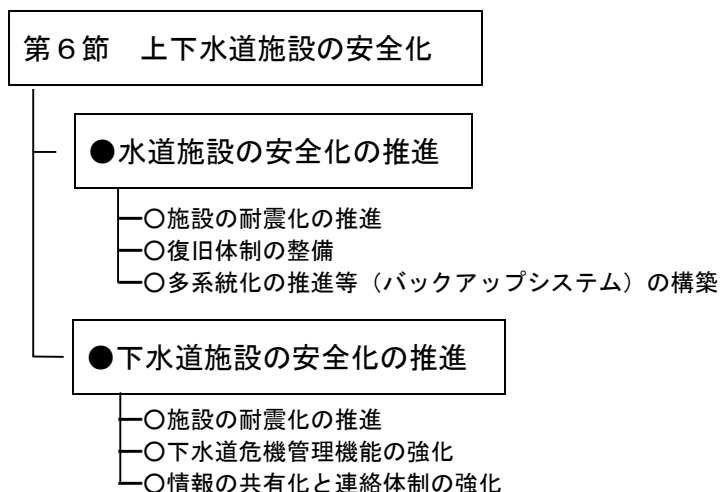 第６節　上下水道施設の安全化
●水道施設の安全化の推進
○施設の耐震化の推進
○復旧体制の整備
○多系統化の推進等（バックアップシステム）の構築
●下水道施設の安全化の推進
○施設の耐震化の推進
○下水道危機管理機能の強化
○情報の共有化と連絡体制の強化